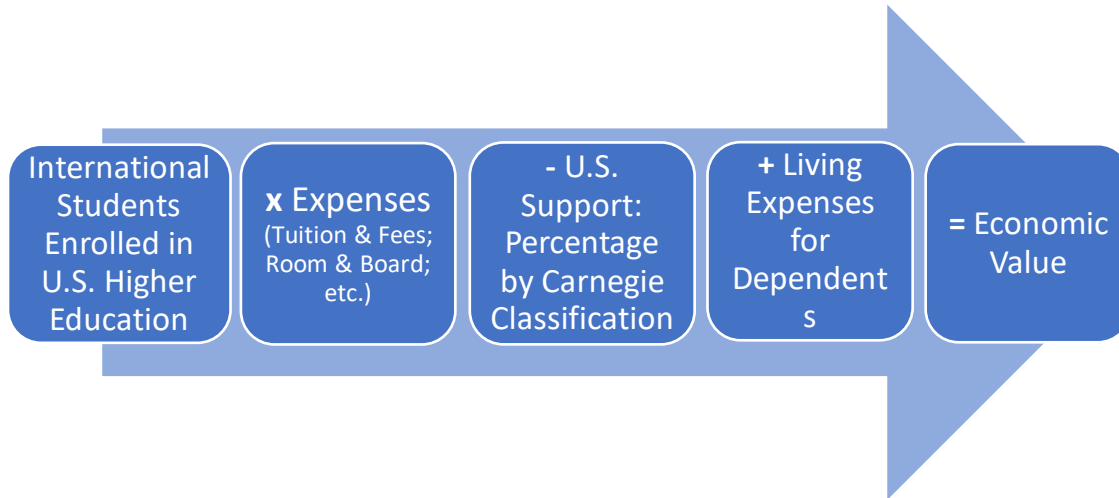 International
Students
Enrolled in
U.S. Higher
Education
x Expenses
(Tuition & Fees;
Room & Board;
etc.)
- U.S.
Support:
Percentage
by Carnegie
Classification
+ Living
Expenses
for
Dependent
s
= Economic
Value